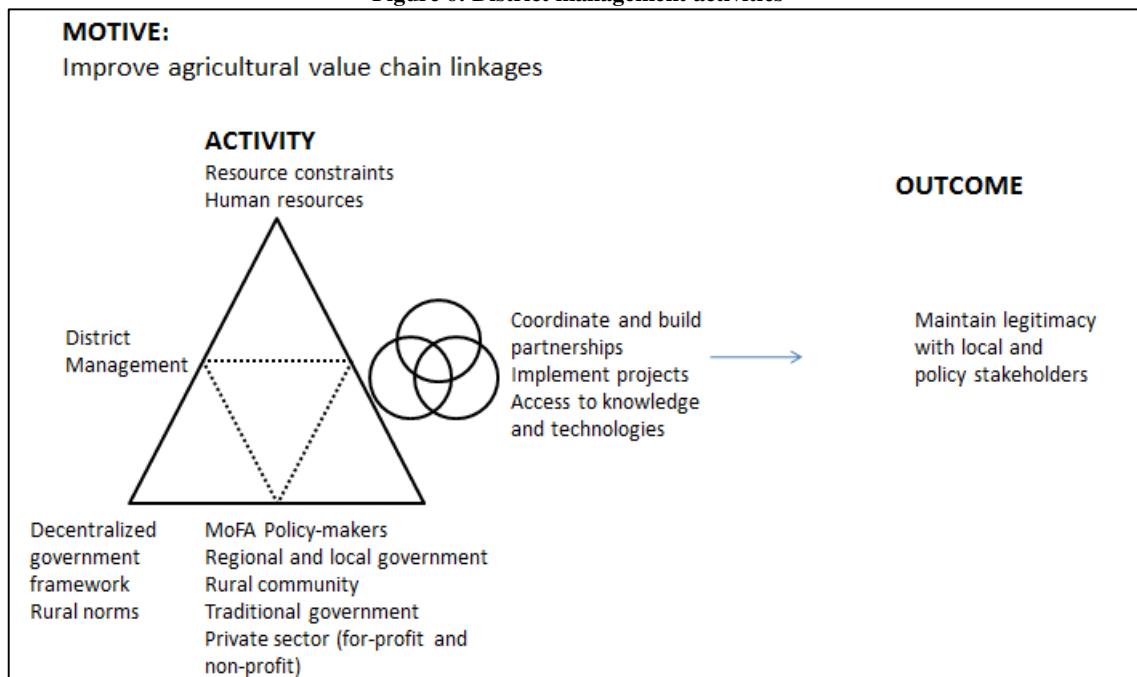 Figure 6: District management activities
MOTIVE:
Improve agricultural value chain linkages
ACTIVITY
Resource constraints
Human resources
OUTCOME
District
Management
Coordinate and build
partnerships
Implement projects
Access to knowledge
and technologies
Maintain legitimacy
with local and
policy stakeholders
Decentralized
government
framework
Rural norms
MoFA Policy-makers
Regional and local government
Rural community
Traditional government
Private sector (for-profit and
non-profit)